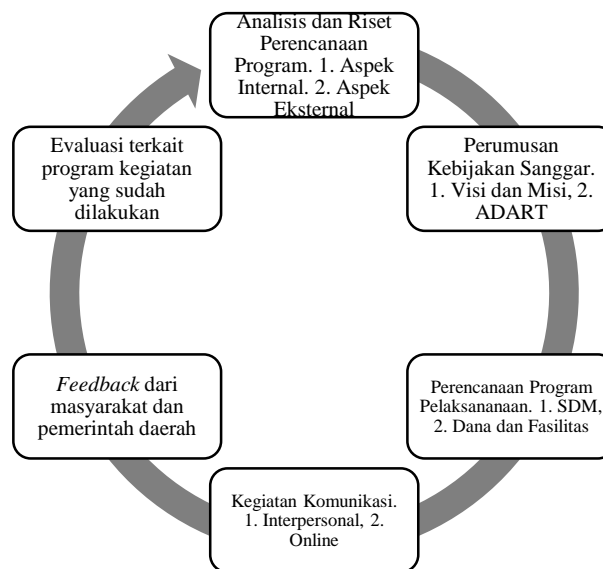 Analisis dan Riset
Perencanaan
Program. 1. Aspek
Internal. 2. Aspek
Eksternal
Perumusan
Kebijakan Sanggar.
1. Visi dan Misi, 2.
ADART
Perencanaan Program
Pelaksananaan. 1. SDM,
2. Dana dan Fasilitas
Kegiatan Komunikasi.
1. Interpersonal, 2.
Online
Feedback dari
masyarakat dan
pemerintah daerah
Evaluasi terkait
program kegiatan
yang sudah
dilakukan